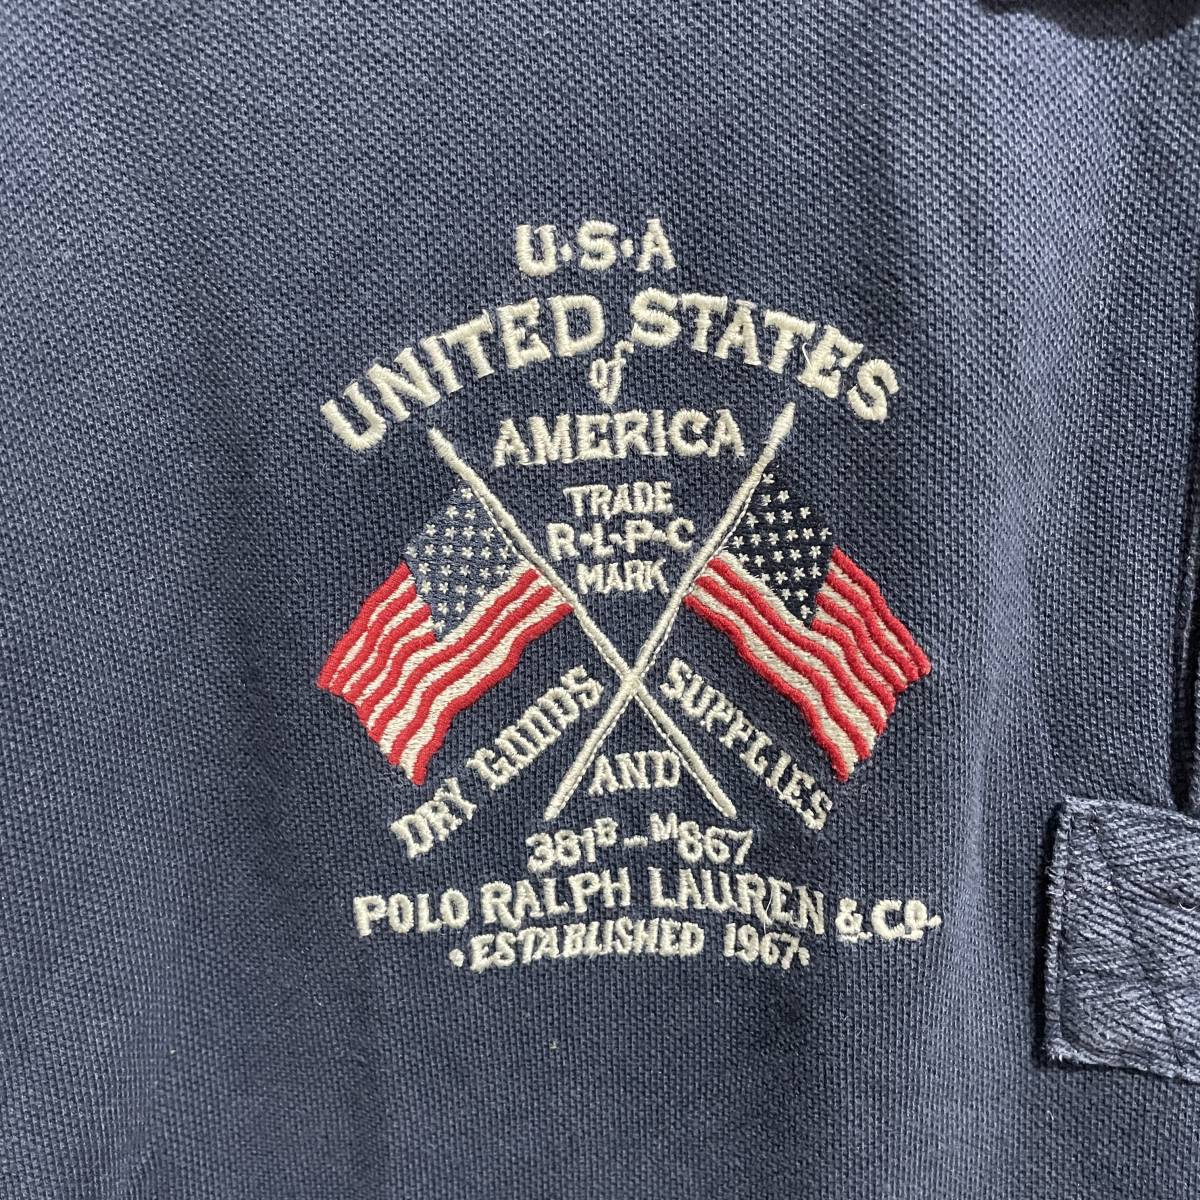 U·S·A
UNITED STATES
of
AMERICA
TRADE
R·L·P·C
MARK
DRY GOODS
AND
SUPPLIES
381B–M867
POLO RALPH LAUREN & Co.
·ESTABLISHED 1967·